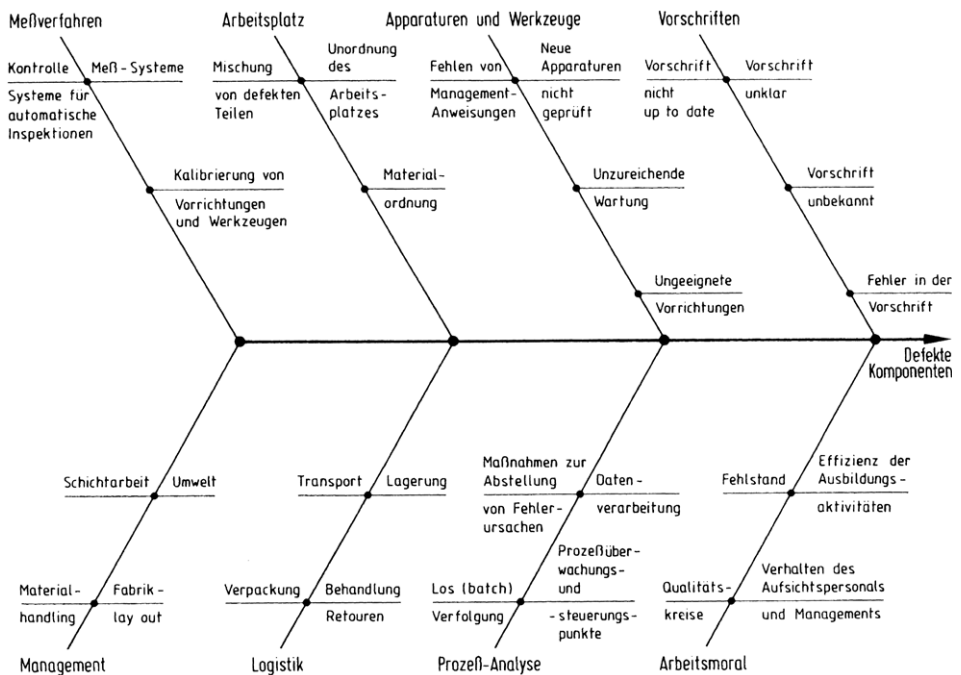 Meßverfahren
Kontrolle
Meß-Systeme
Systeme für
automatische
Inspektionen
Kalibrierung von
Vorrichtungen
und Werkzeugen
Arbeitsplatz
Mischung
von defekten
Teilen
Unordnung
des
Arbeits-
platzes
Material-
ordnung
Apparaturen und Werkzeuge
Fehlen von
Management-
Anweisungen
Neue
Apparaturen
nicht
geprüft
Unzureichende
Wartung
Ungeeignete
Vorrichtungen
Vorschriften
Vorschrift
nicht
up to date
Vorschrift
unklar
Vorschrift
unbekannt
Fehler in der
Vorschrift
Defekte
Komponenten
Schichtarbeit
Umwelt
Material-
handling
Fabrik-
lay out
Management
Transport
Lagerung
Verpackung
Behandlung
Retouren
Logistik
Maßnahmen zur
Abstellung
von Fehler-
ursachen
Daten-
verarbeitung
Los (batch)
Verfolgung
Prozeßüber-
wachungs-
und
-steuerungs-
punkte
Prozeß-Analyse
Fehlstand
Effizienz der
Ausbildungs-
aktivitäten
Qualitäts-
kreise
Verhalten des
Aufsichtspersonals
und Managements
Arbeitsmoral